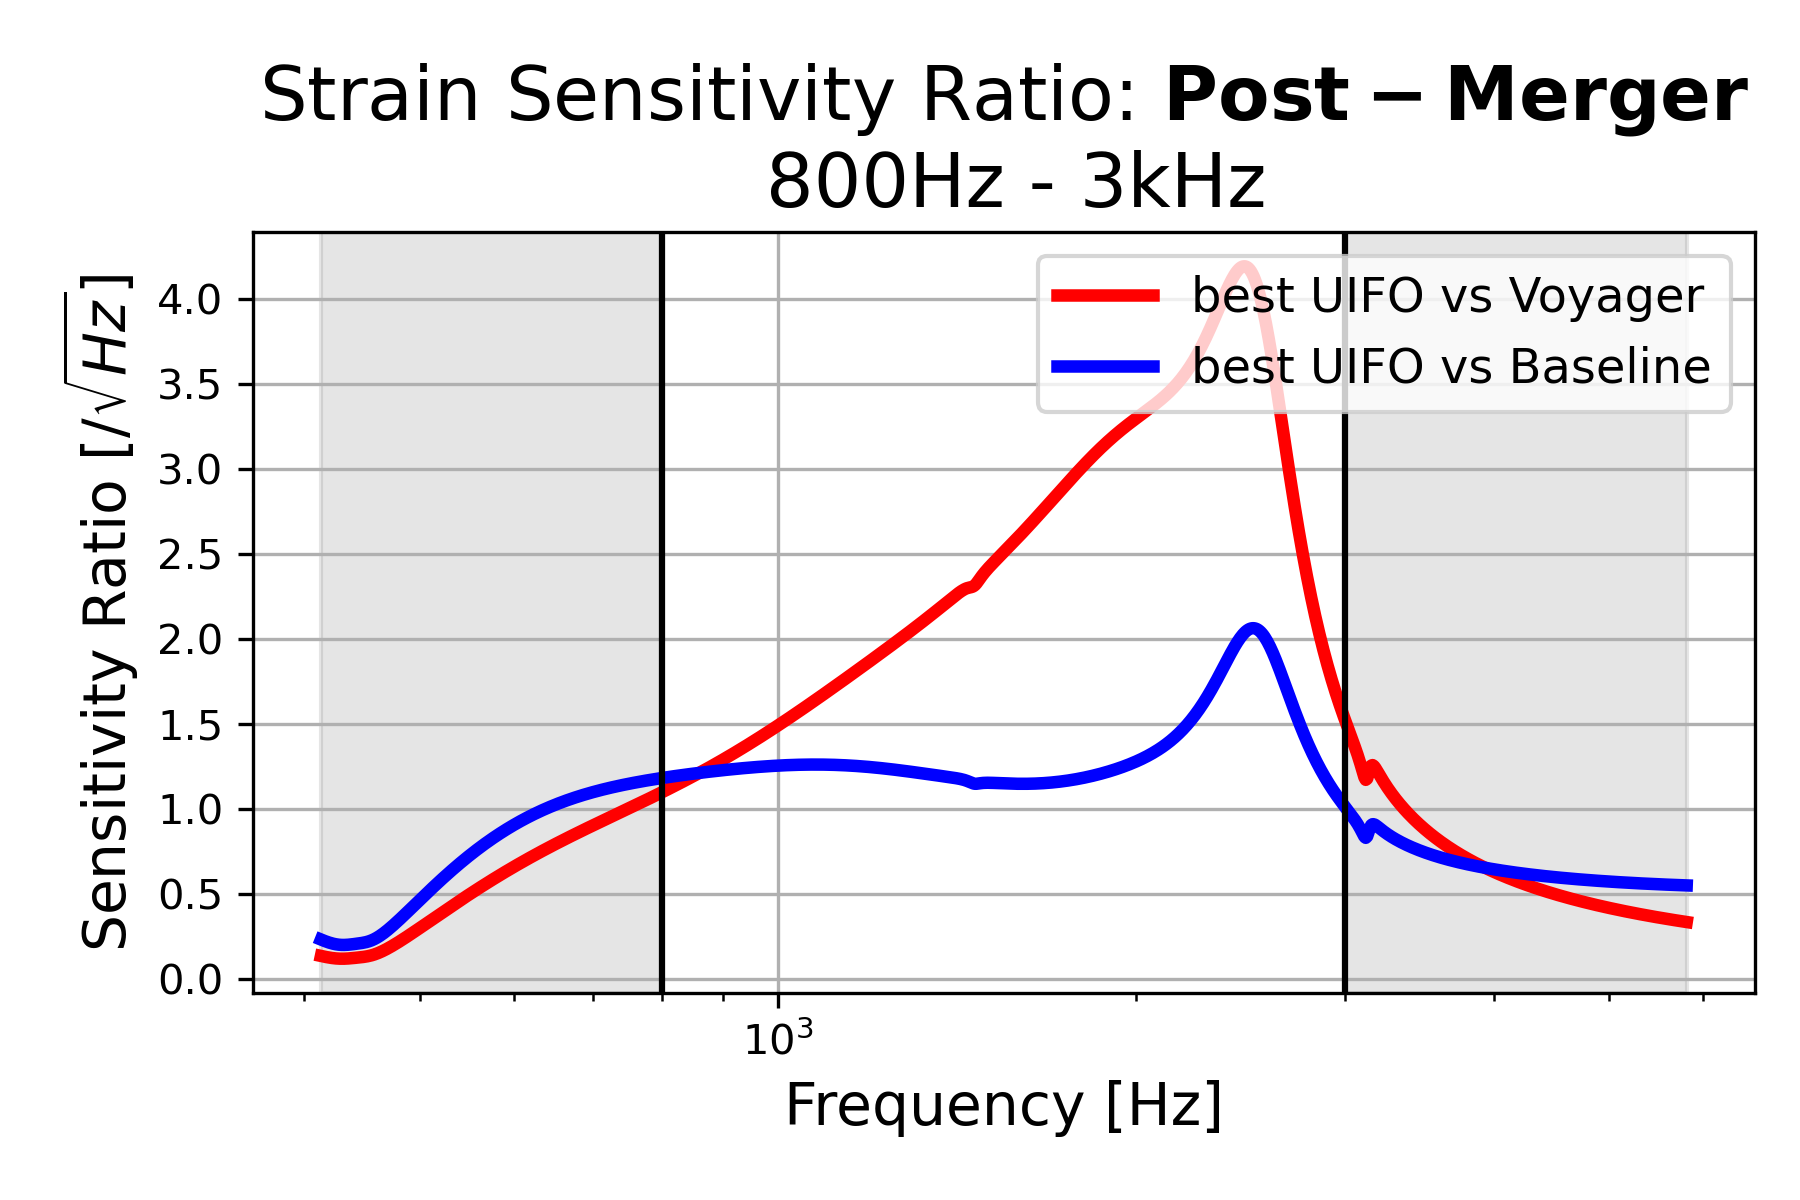 Strain Sensitivity Ratio: Post − Merger
800Hz - 3kHz
Sensitivity Ratio [/√Hz]
4.0
3.5
3.0
2.5
2.0
1.5
1.0
0.5
0.0
best UIFO vs Voyager
best UIFO vs Baseline
10³
Frequency [Hz]